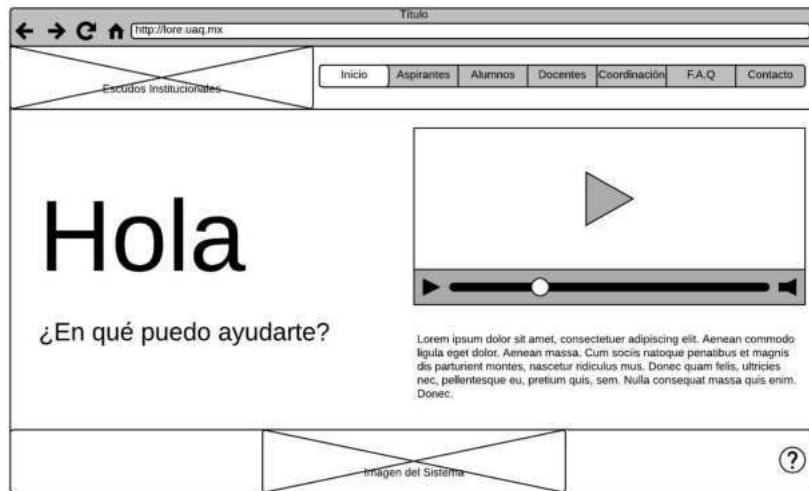 Título
http://lore.uaq.mx
Escudos Institucionales
Inicio
Aspirantes
Alumnos
Docentes
Coordinación
F.A.Q
Contacto
Hola
¿En qué puedo ayudarte?
Lorem ipsum dolor sit amet, consectetuer adipiscing elit. Aenean commodo
ligula eget dolor. Aenean massa. Cum sociis natoque penatibus et magnis
dis parturient montes, nascetur ridiculus mus. Donec quam felis, ultricies
nec, pellentesque eu, pretium quis, sem. Nulla consequat massa quis enim.
Donec.
Imagen del Sistema
?